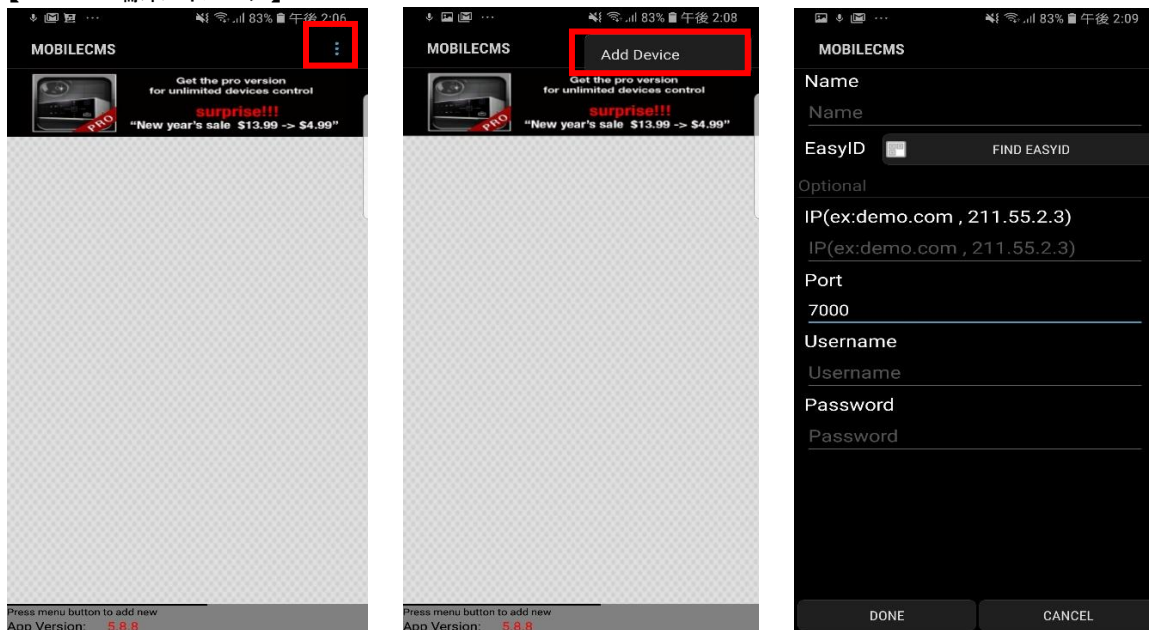 午後 2:06
83%
MOBILECMS
Get the pro version
for unlimited devices control
surprise!!!
PRO
"New year's sale $13.99 -> $4.99"
Press menu button to add new
App Version: 5.8.8
83% 午後 2:08
MOBILECMS
Add Device
Get the pro version
for unlimited devices control
surprise!!!
PRO
"New year's sale $13.99 -> $4.99"
Press menu button to add new
App Version: 5.8.8
83% 午後 2:09
MOBILECMS
Name
Name
EasyID
FIND EASYID
Optional
IP(ex:demo.com , 211.55.2.3)
IP(ex:demo.com , 211.55.2.3)
Port
7000
Username
Username
Password
Password
DONE
CANCEL